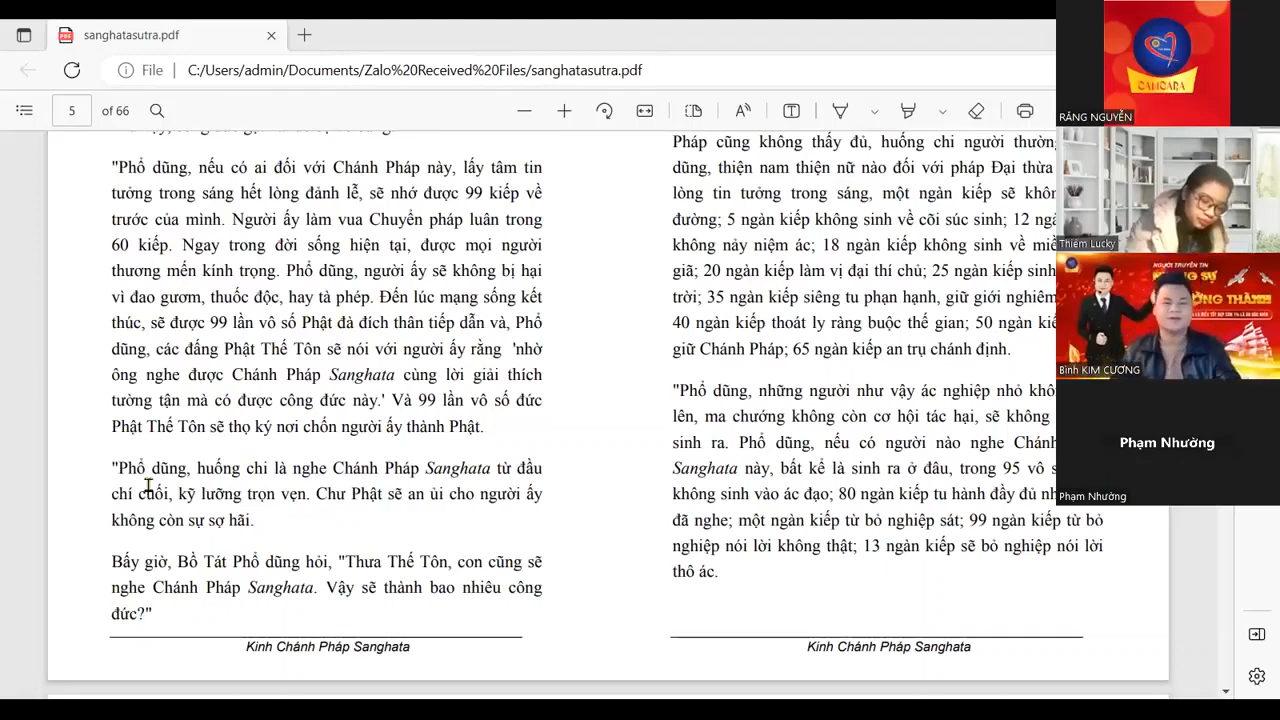 sanghatasutra.pdf
File
C:/Users/admin/Documents/Zalo%20Received%20Files/sanghatasutra.pdf
5 of 66
"Phổ dũng, nếu có ai đối với Chánh Pháp này, lấy tâm tin
tưởng trong sáng hết lòng đảnh lễ, sẽ nhớ được 99 kiếp về
trước của mình. Người ấy làm vua Chuyển pháp luân trong
60 kiếp. Ngay trong đời sống hiện tại, được mọi người
thương mến kính trọng. Phổ dũng, người ấy sẽ không bị hại
vì đao gươm, thuốc độc, hay tà phép. Đến lúc mạng sống kết
thúc, sẽ được 99 lần vô số Phật đà đích thân tiếp dẫn và, Phổ
dũng, các đấng Phật Thế Tôn sẽ nói với người ấy rằng 'nhờ
ông nghe được Chánh Pháp Sanghata cùng lời giải thích
tường tận mà có được công đức này.' Và 99 lần vô số đức
Phật Thế Tôn sẽ thọ ký nơi chốn người ấy thành Phật.
"Phổ dũng, huống chi là nghe Chánh Pháp Sanghata từ đầu
chí cuối, kỹ lưỡng trọn vẹn. Chư Phật sẽ an ủi cho người ấy
không còn sự sợ hãi.
Bấy giờ, Bồ Tát Phổ dũng hỏi, "Thưa Thế Tôn, con cũng sẽ
nghe Chánh Pháp Sanghata. Vậy sẽ thành bao nhiêu công
đức?"
Kinh Chánh Pháp Sanghata
Pháp cũng không thấy đủ, huống chi người thường
dũng, thiện nam thiện nữ nào đối với pháp Đại thừa
lòng tin tưởng trong sáng, một ngàn kiếp sẽ
đường; 5 ngàn kiếp không sinh về cõi súc sinh; 12
không nảy niệm ác; 18 ngàn kiếp không sinh về
giã; 20 ngàn kiếp làm vị đại thí chủ; 25 ngàn kiếp sinh
trời; 35 ngàn kiếp siêng tu phạn hạnh, giữ giới nghiêm
40 ngàn kiếp thoát ly ràng buộc thế gian; 50 ngàn
giữ Chánh Pháp; 65 ngàn kiếp an trụ chánh định.
"Phổ dũng, những người như vậy ác nghiệp nhỏ
lên, ma chướng không còn cơ hội tác hại, sẽ không
sinh ra. Phổ dũng, nếu có người nào nghe Chánh
Sanghata này, bất kể là sinh ra ở đâu, trong 95 vô
không sinh vào ác đạo; 80 ngàn kiếp tu hành đầy đủ
đã nghe; một ngàn kiếp từ bỏ nghiệp sát; 99 ngàn kiếp từ bỏ
nghiệp nói lời không thật; 13 ngàn kiếp sẽ bỏ nghiệp nói lời
thô ác.
Kinh Chánh Pháp Sanghata
RĂNG NGUYỄN
Thiêm Lucky
NGƯỜI TRUYỀN TIN
Bình KIM CƯƠNG
Phạm Nhường
Phạm Nhường